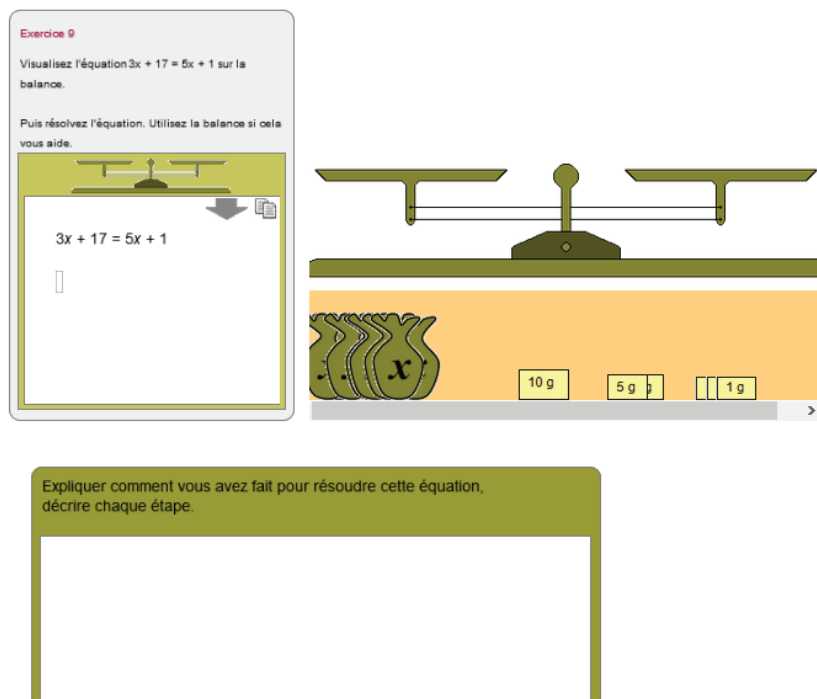 Exercice 9
Visualisez l'équation 3x + 17 = 5x + 1 sur la
balance.
Puis résolvez l'équation. Utilisez la balance si cela
vous aide.
3x + 17 = 5x + 1
x
10 g
5 g g
1 g
Expliquer comment vous avez fait pour résoudre cette équation,
décrire chaque étape.